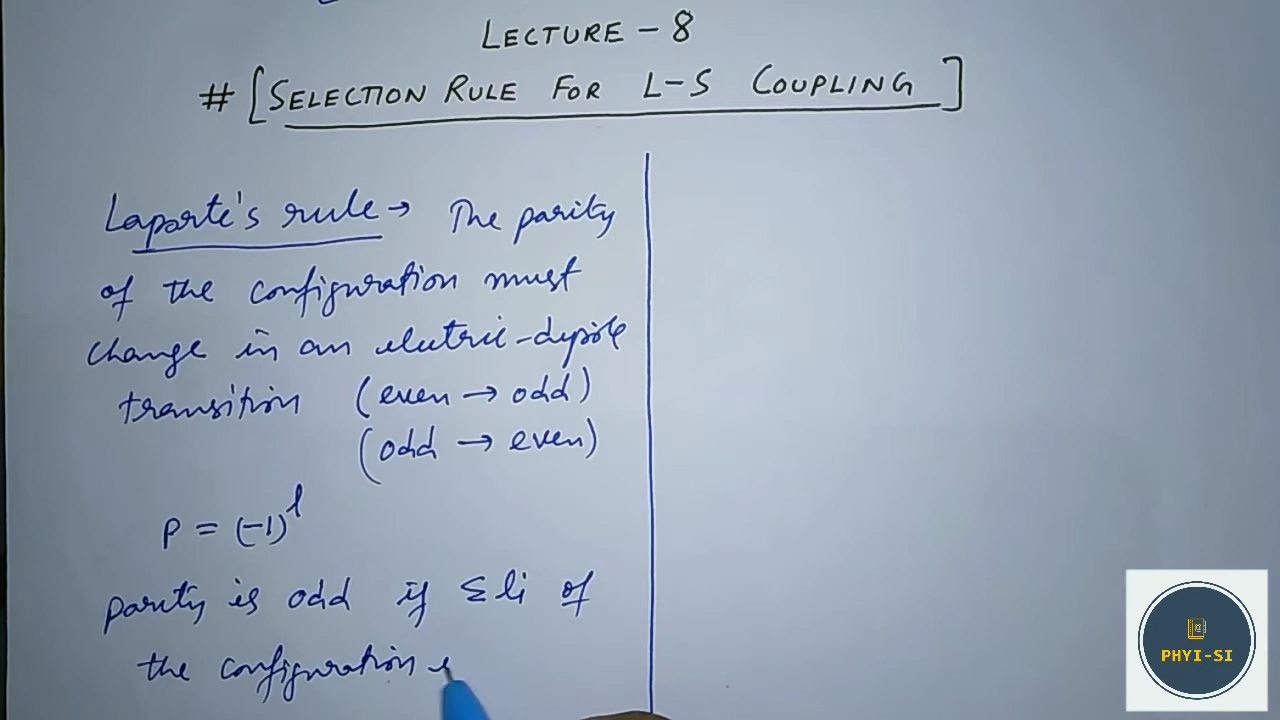 LECTURE - 8
# [SELECTION RULE FOR L-S COUPLING]
Laporte's rule → The parity
of the configuration must
change in an electric-dipole
transition (even → odd)
(odd → even)
P = (-1)^l
parity is odd if Σ li of
the configuration
PHYI-SI